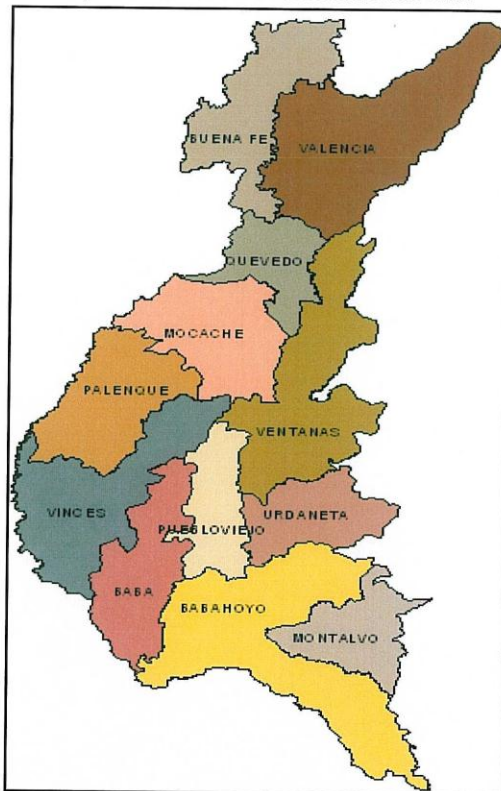 BUENA FE
VALENCIA
QUEVEDO
MOCACHE
PALENQUE
VENTANAS
VINCES
PUEBLOVIEJO
URDANETA
BABA
BABAHOYO
MONTALVO